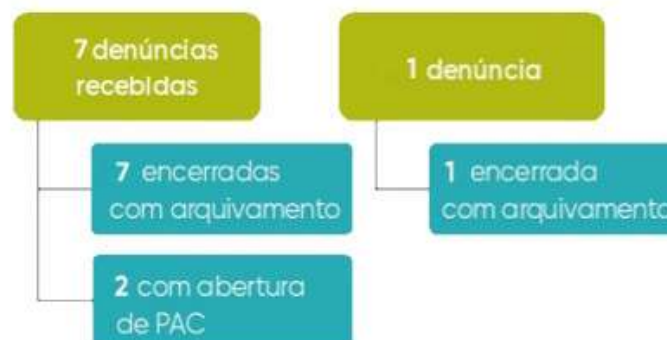 7 denúncias
recebidas
7 encerradas
com arquivamento
2 com abertura
de PAC
1 denúncia
1 encerrada
com arquivamento